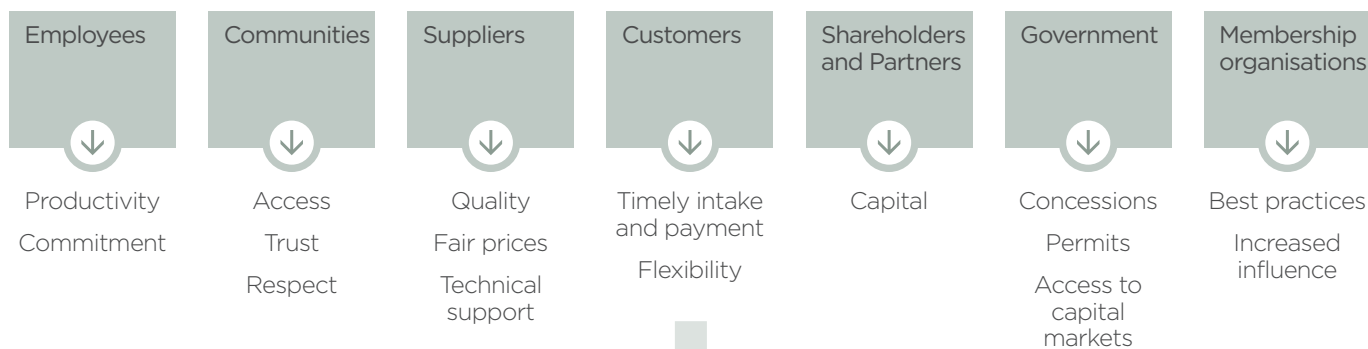 Employees
Productivity
Commitment
Communities
Access
Trust
Respect
Suppliers
Quality
Fair prices
Technical
support
Customers
Timely intake
and payment
Flexibility
Shareholders
and Partners
Capital
Government
Concessions
Permits
Access to
capital
markets
Membership
organisations
Best practices
Increased
influence